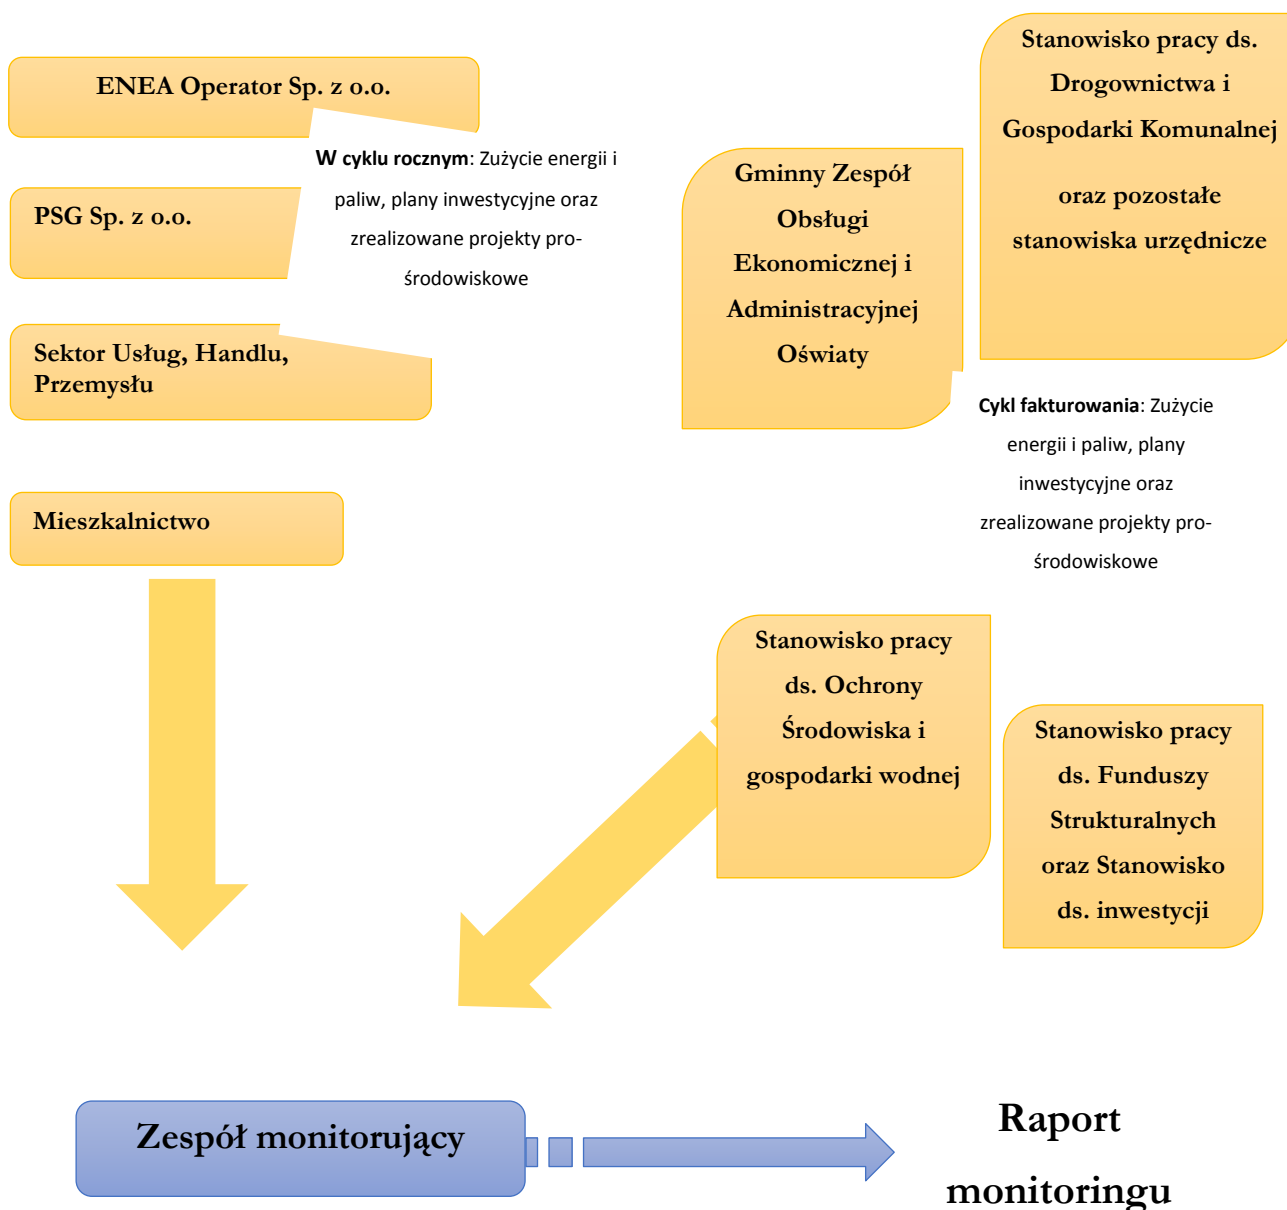 ENEA Operator Sp. z o.o.
W cyklu rocznym: Zużycie energii i
paliw, plany inwestycyjne oraz
zrealizowane projekty pro-
środowiskowe
PSG Sp. z o.o.
Sektor Usług, Handlu,
Przemysłu
Mieszkalnictwo
Stanowisko pracy ds.
Drogownictwa i
Gospodarki Komunalnej
oraz pozostałe
stanowiska urzędnicze
Gminny Zespół
Obsługi
Ekonomicznej i
Administracyjnej
Oświaty
Cykl fakturowania: Zużycie
energii i paliw, plany
inwestycyjne oraz
zrealizowane projekty pro-
środowiskowe
Stanowisko pracy
ds. Ochrony
Środowiska i
gospodarki wodnej
Stanowisko pracy
ds. Funduszy
Strukturalnych
oraz Stanowisko
ds. inwestycji
Zespół monitorujący
Raport
monitoringu